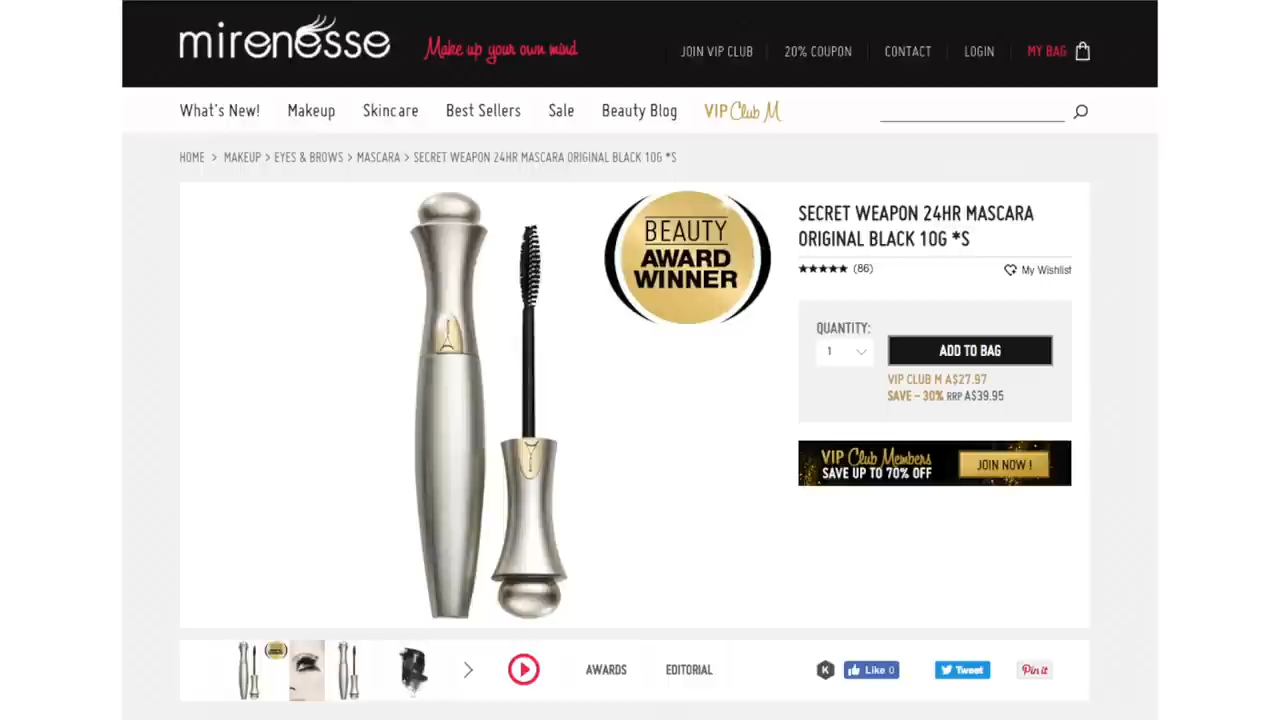 mirenesse
Make up your own mind
JOIN VIP CLUB
20% COUPON
CONTACT
LOGIN
MY BAG
What's New!
Makeup
Skincare
Best Sellers
Sale
Beauty Blog
VIP Club M
HOME > MAKEUP > EYES & BROWS > MASCARA > SECRET WEAPON 24HR MASCARA ORIGINAL BLACK 10G *S
BEAUTY
AWARD
WINNER
SECRET WEAPON 24HR MASCARA
ORIGINAL BLACK 10G *S
★★★★★ (86)
My Wishlist
QUANTITY:
1
ADD TO BAG
VIP CLUB M A$27.97
SAVE - 30% RRP A$39.95
VIP Club Members
SAVE UP TO 70% OFF
JOIN NOW !
AWARDS
EDITORIAL
K
Like 0
Tweet
Pin it